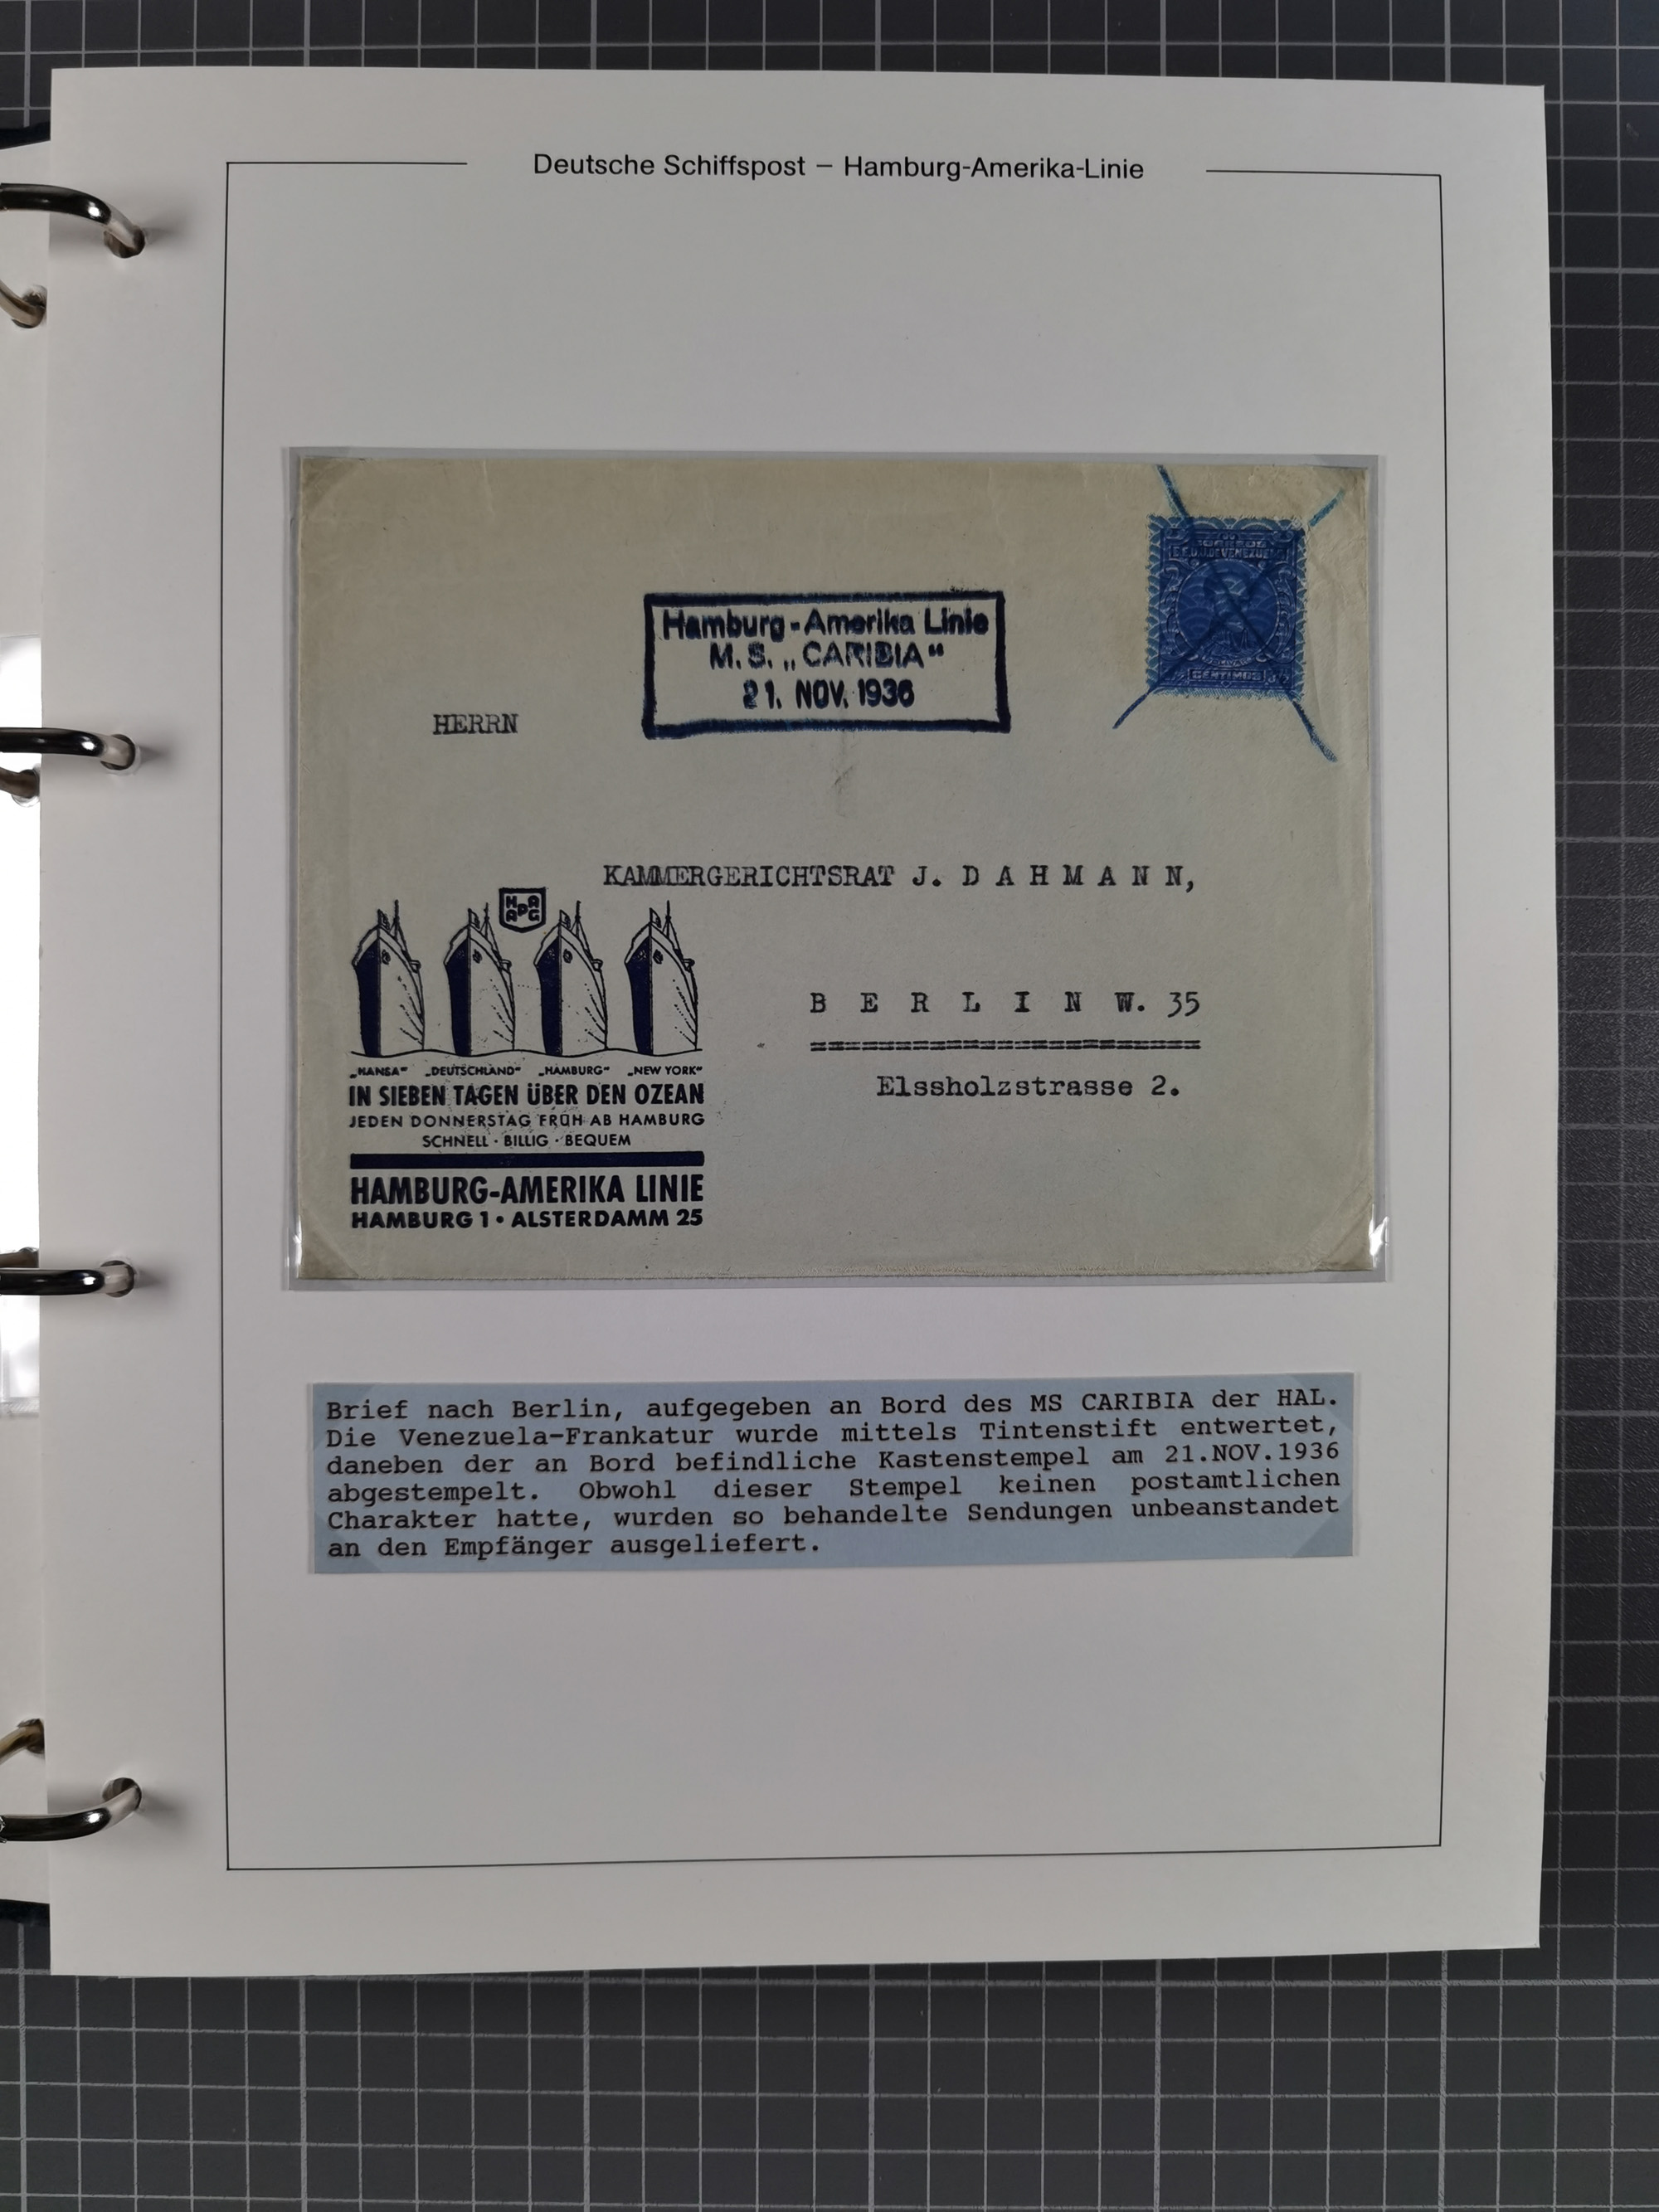 Deutsche Schiffspost — Hamburg-Amerika-Linie
CORREOS
E.E.U.U. DE VENEZUELA
CENTIMOS
Hamburg-Amerika Linie
M. S. „CARIBIA“
21. NOV. 1936
HERRN
KAMMERGERICHTSRAT J. D A H M A N N,
HAPAG
B E R L I N W. 35
====================
Elssholzstrasse 2.
„HANSA“ „DEUTSCHLAND“ „HAMBURG“ „NEW YORK“
IN SIEBEN TAGEN ÜBER DEN OZEAN
JEDEN DONNERSTAG FRÜH AB HAMBURG
SCHNELL · BILLIG · BEQUEM
HAMBURG-AMERIKA LINIE
HAMBURG 1 • ALSTERDAMM 25
Brief nach Berlin, aufgegeben an Bord des MS CARIBIA der HAL.
Die Venezuela-Frankatur wurde mittels Tintenstift entwertet,
daneben der an Bord befindliche Kastenstempel am 21.NOV.1936
abgestempelt. Obwohl dieser Stempel keinen postamtlichen
Charakter hatte, wurden so behandelte Sendungen unbeanstandet
an den Empfänger ausgeliefert.